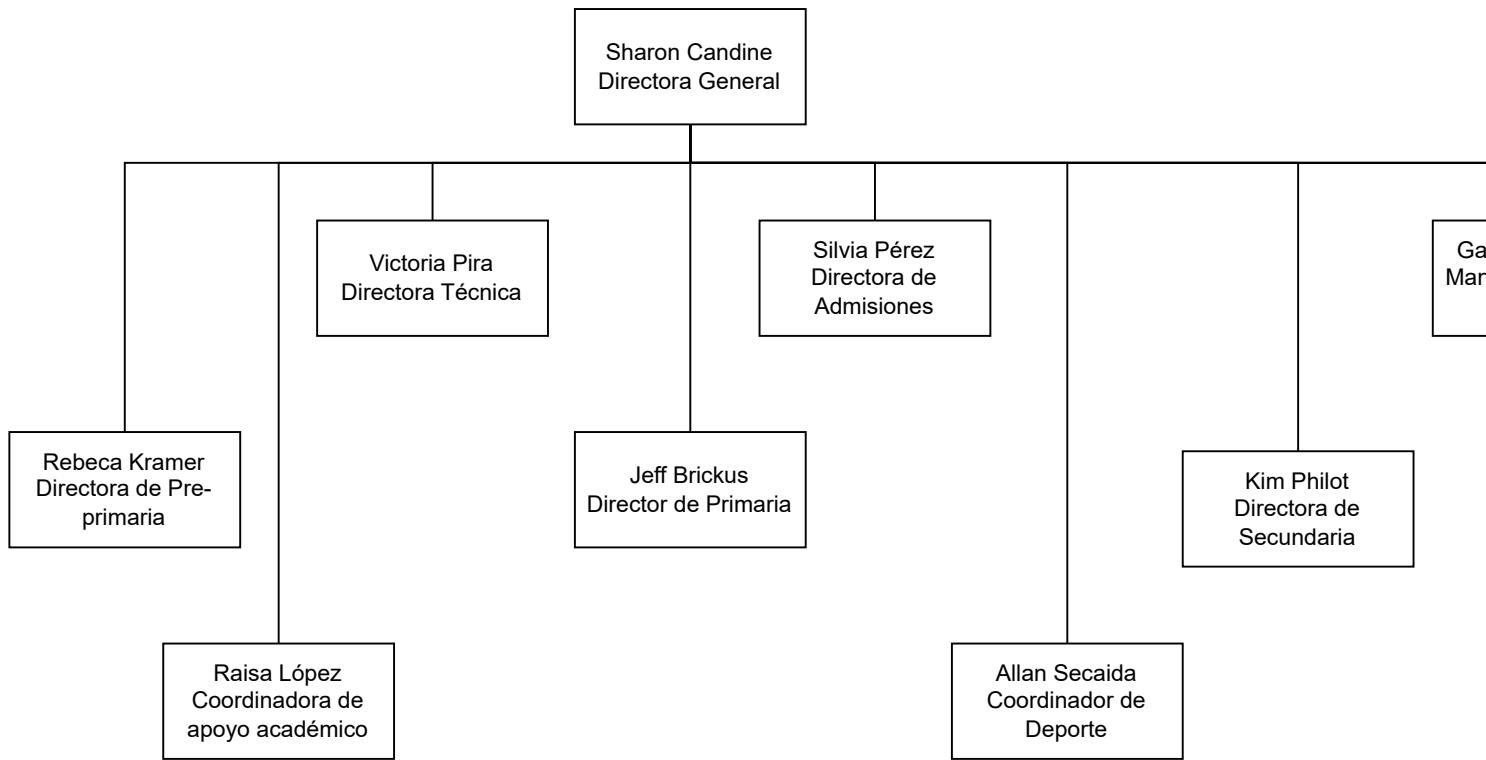 Sharon Candine
Directora General
Victoria Pira
Directora Técnica
Silvia Pérez
Directora de
Admisiones
Rebeca Kramer
Directora de Pre-
primaria
Jeff Brickus
Director de Primaria
Kim Philot
Directora de
Secundaria
Raisa López
Coordinadora de
apoyo académico
Allan Secaida
Coordinador de
Deporte